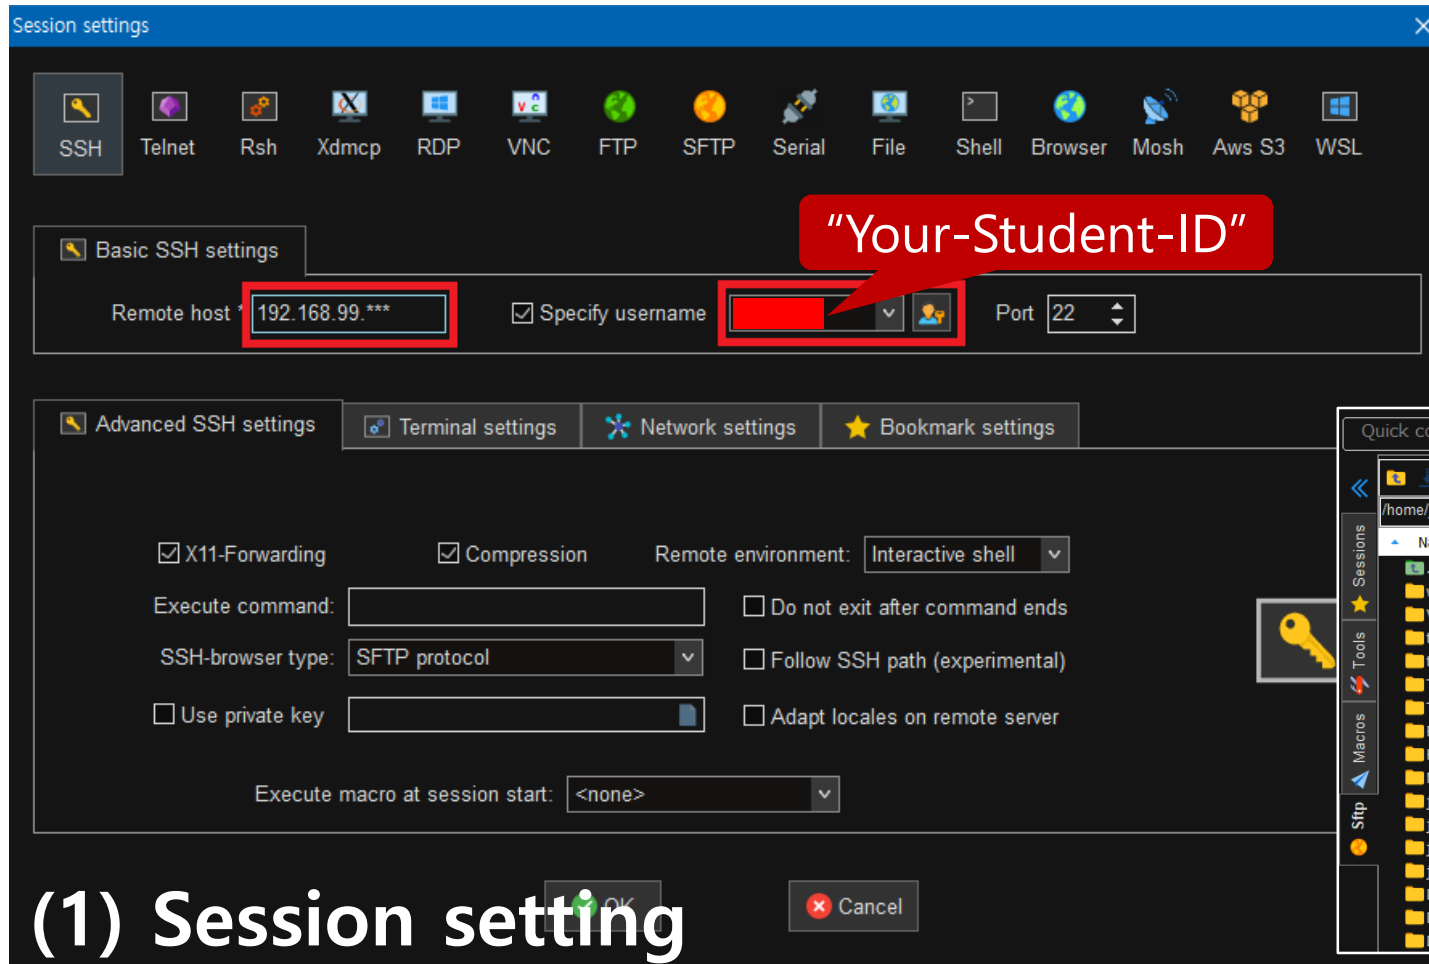 Session settings
SSH Telnet Rsh Xdmcp RDP VNC FTP SFTP Serial File Shell Browser Mosh Aws S3 WSL
“Your-Student-ID”
Basic SSH settings
Remote host * 192.168.99.*** Specify username Port 22
Advanced SSH settings Terminal settings Network settings Bookmark settings
X11-Forwarding Compression Remote environment: Interactive shell
Execute command: Do not exit after command ends
SSH-browser type: SFTP protocol Follow SSH path (experimental)
Use private key Adapt locales on remote server
Execute macro at session start: <none>
OK Cancel
(1) Session setting
Quick
/home/
Sessions
Tools
Macros
Sftp